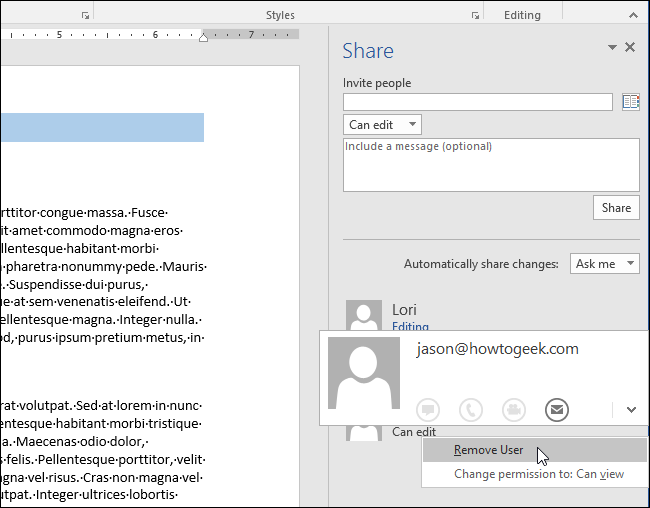 Styles
Editing
5 6 7
Share
Invite people
Can edit
Include a message (optional)
Share
Automatically share changes: Ask me
Lori
Editing
jason@howtogeek.com
Can edit
Remove User
Change permission to: Can view
rttitor·congue·massa.·Fusce·
it·amet·commodo·magna·eros·
ellentesque·habitant·morbi·
pharetra·nonummy·pede.·Mauris·
.·Suspendisse·dui·purus,·
ue·at·sem·venenatis·eleifend.·Ut·
ellentesque·magna.·Integer·nulla.·
od,·purus·ipsum·pretium·metus,·in·
rat·volutpat.·Sed·at·lorem·in·nunc·
entesque·habitant·morbi·tristique·
a.·Maecenas·odio·dolor,·
s·felis.·Pellentesque·porttitor,·velit·
gna·vel·risus.·Cras·non·magna·vel·
utpat.·Integer·ultrices·lobortis·